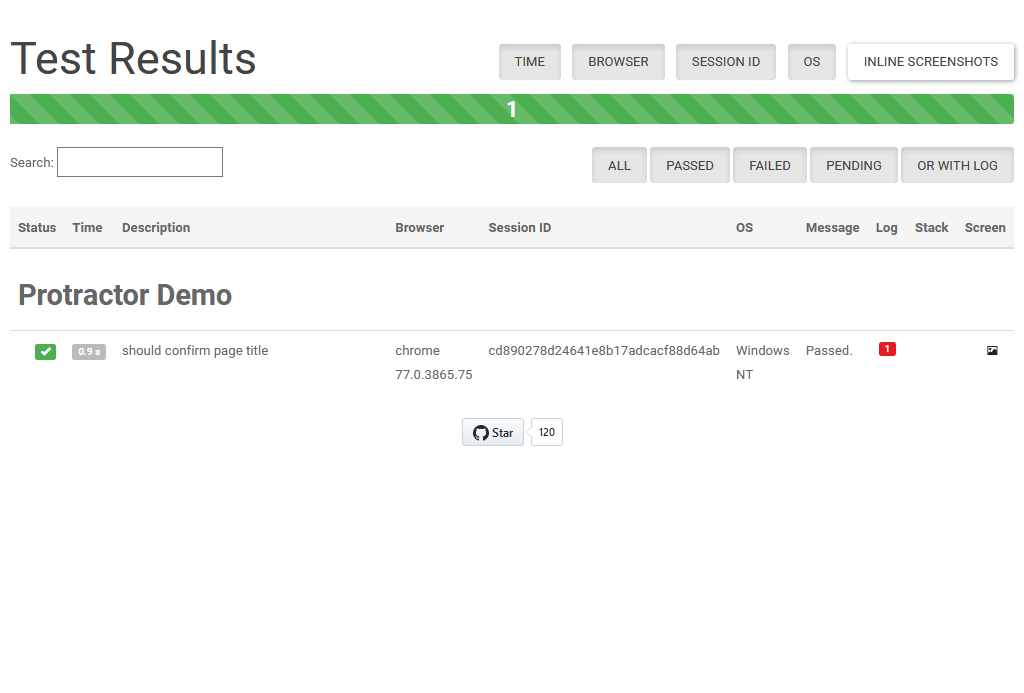 Test Results
TIME BROWSER SESSION ID OS INLINE SCREENSHOTS
1
Search:
ALL PASSED FAILED PENDING OR WITH LOG
Status Time Description Browser Session ID OS Message Log Stack Screen
Protractor Demo
0.9 s should confirm page title chrome cd890278d24641e8b17adcacf88d64ab Windows Passed. 1
77.0.3865.75 NT
Star 120